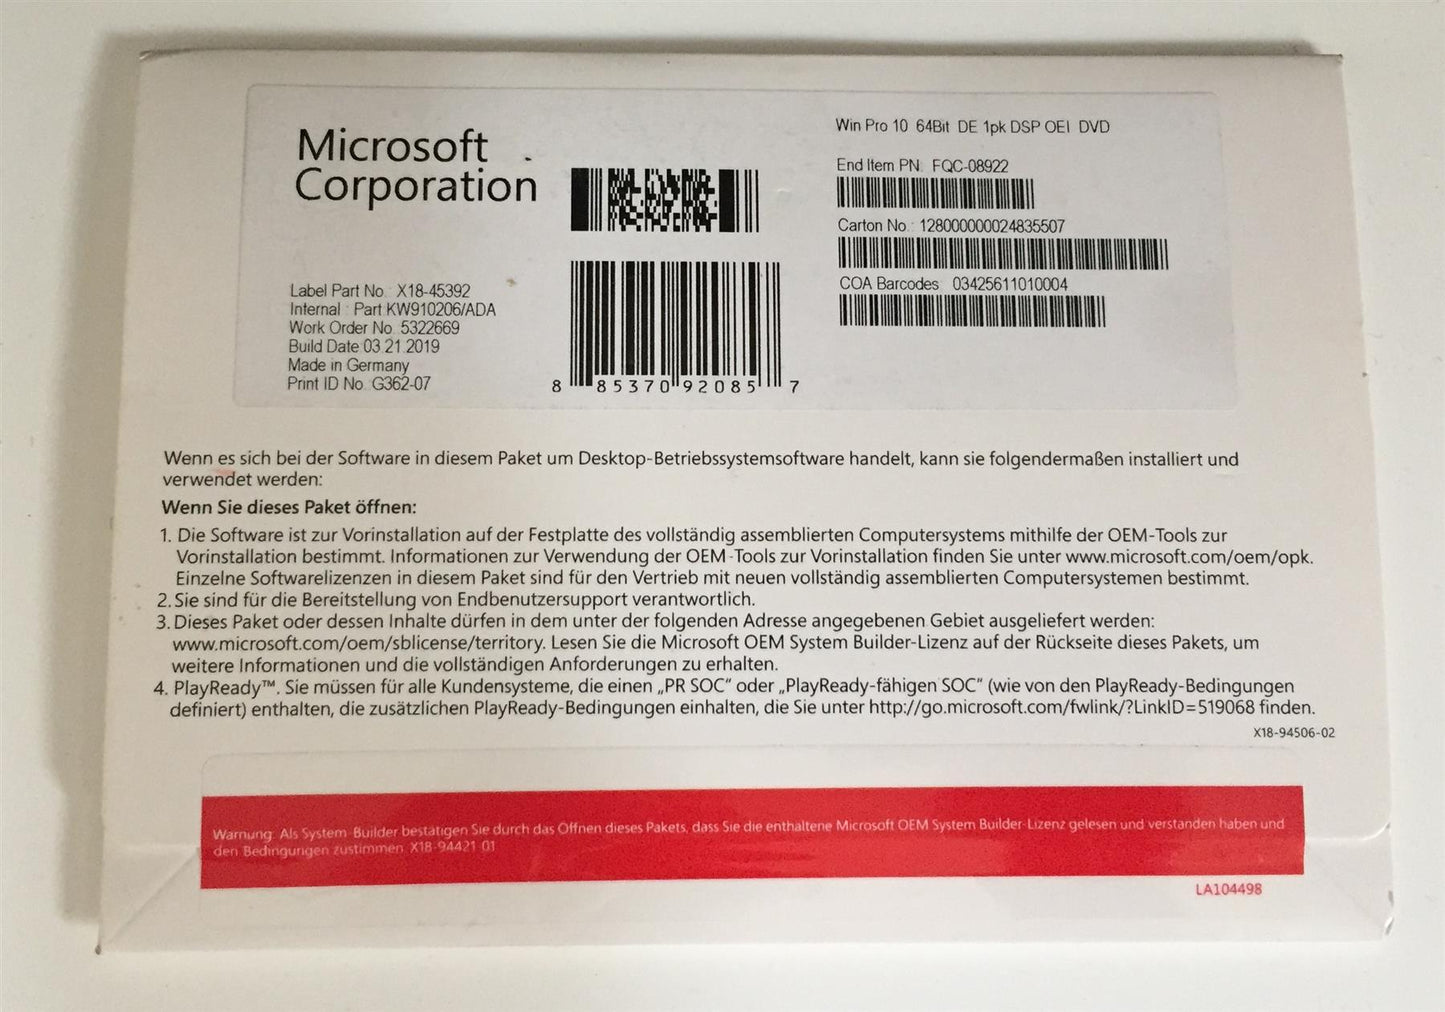 Microsoft
Corporation
Label Part No.: X18-45392
Internal : Part KW910206/ADA
Work Order No. 5322669
Build Date:03.21.2019
Made in Germany
Print ID No.:G362-07
8 85370 92085 7
Win Pro 10 64Bit DE 1pk DSP OEI DVD
End Item PN: FQC-08922
Carton No.: 128000000024835507
COA Barcodes 03425611010004
Wenn es sich bei der Software in diesem Paket um Desktop-Betriebssystemsoftware handelt, kann sie folgendermaßen installiert und
verwendet werden:
Wenn Sie dieses Paket öffnen:
1. Die Software ist zur Vorinstallation auf der Festplatte des vollständig assemblierten Computersystems mithilfe der OEM-Tools zur
Vorinstallation bestimmt. Informationen zur Verwendung der OEM-Tools zur Vorinstallation finden Sie unter www.microsoft.com/oem/opk.
Einzelne Softwarelizenzen in diesem Paket sind für den Vertrieb mit neuen vollständig assemblierten Computersystemen bestimmt.
2. Sie sind für die Bereitstellung von Endbenutzersupport verantwortlich.
3. Dieses Paket oder dessen Inhalte dürfen in dem unter der folgenden Adresse angegebenen Gebiet ausgeliefert werden:
www.microsoft.com/oem/sblicense/territory. Lesen Sie die Microsoft OEM System Builder-Lizenz auf der Rückseite dieses Pakets, um
weitere Informationen und die vollständigen Anforderungen zu erhalten.
4. PlayReady™. Sie müssen für alle Kundensysteme, die einen „PR SOC“ oder „PlayReady-fähigen SOC“ (wie von den PlayReady-Bedingungen
definiert) enthalten, die zusätzlichen PlayReady-Bedingungen einhalten, die Sie unter http://go.microsoft.com/fwlink/?LinkID=519068 finden.
X18-94506-02
Warnung: Als System-Builder bestätigen Sie durch das Öffnen dieses Pakets, dass Sie die enthaltene Microsoft OEM System Builder-Lizenz gelesen und verstanden haben und
den Bedingungen zustimmen. X18-94421-01
LA104498